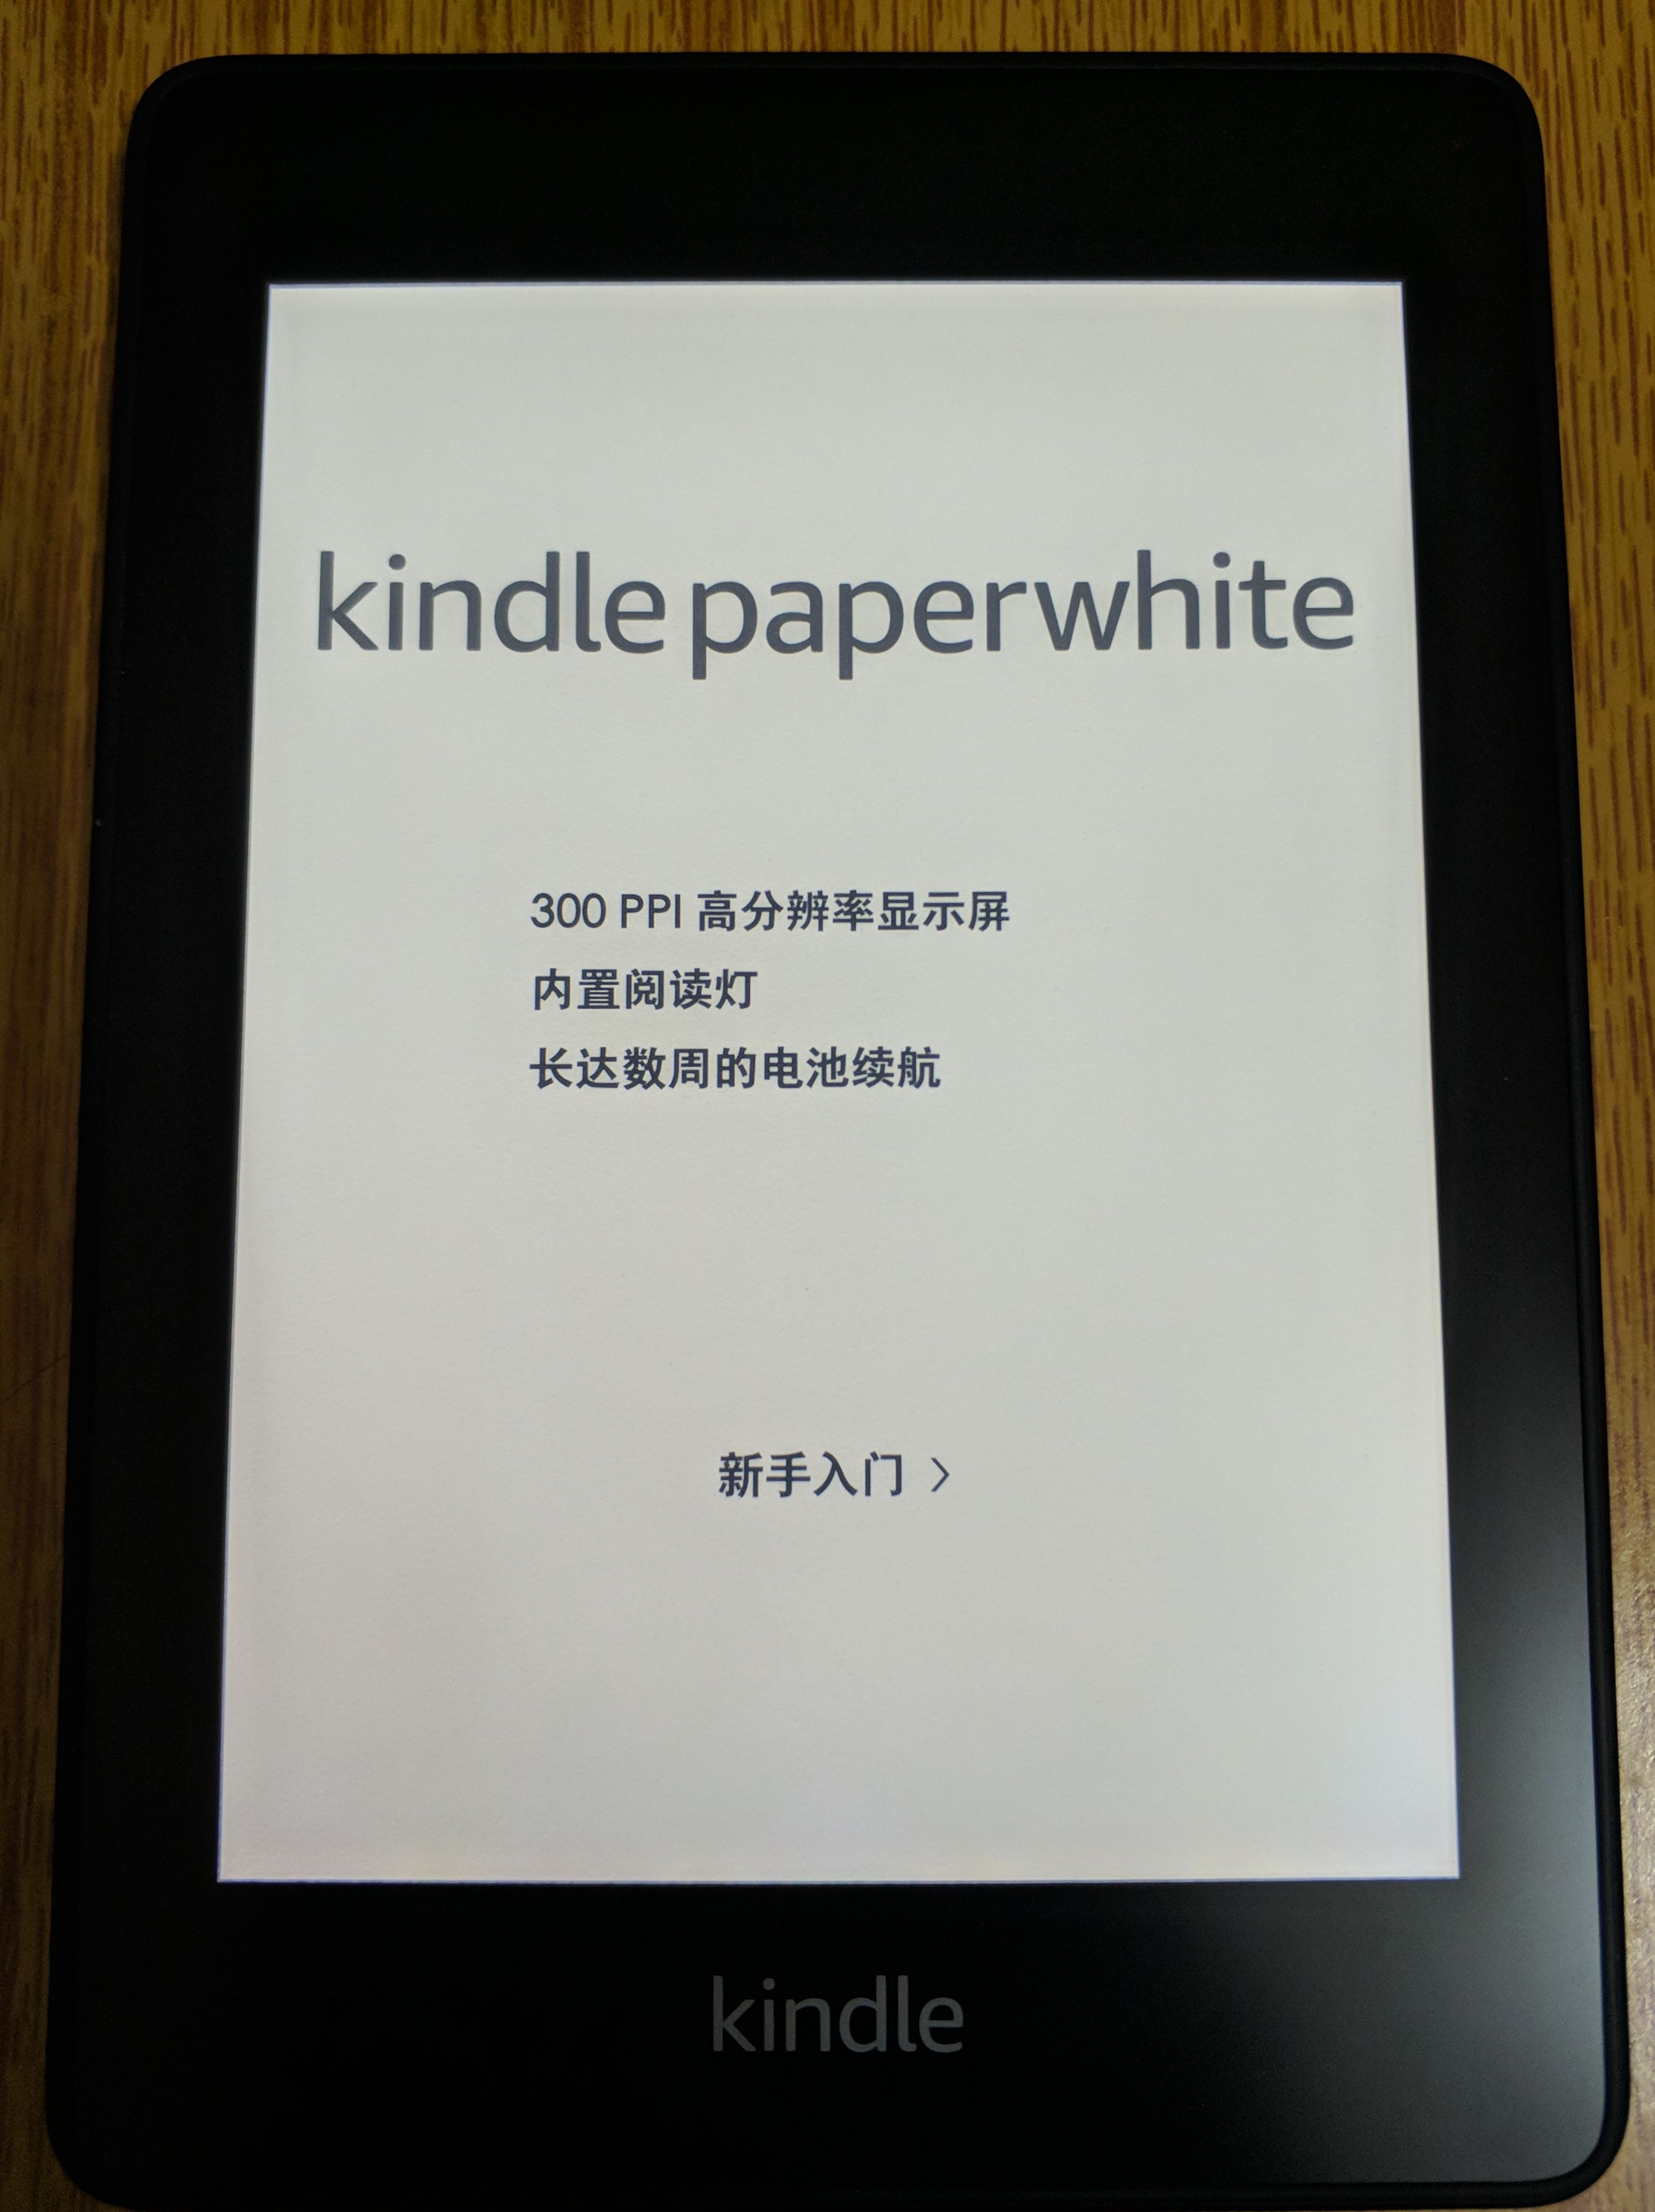 kindle paperwhite
300 PPI 高分辨率显示屏
内置阅读灯
长达数周的电池续航
新手入门 >
kindle